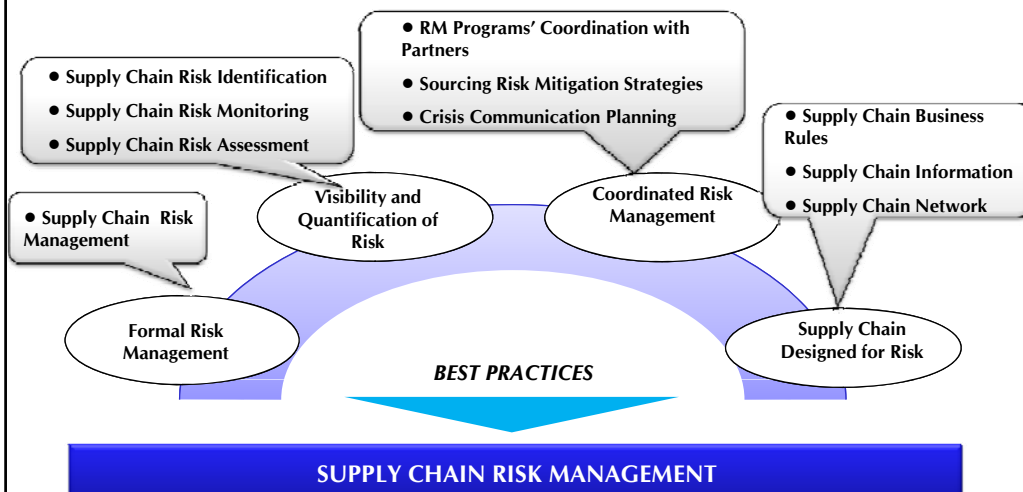 ● RM Programs' Coordination with
Partners
● Sourcing Risk Mitigation Strategies
● Crisis Communication Planning
● Supply Chain Risk Identification
● Supply Chain Risk Monitoring
● Supply Chain Risk Assessment
● Supply Chain Business
Rules
● Supply Chain Information
● Supply Chain Network
● Supply Chain Risk
Management
Visibility and
Quantification of
Risk
Coordinated Risk
Management
Formal Risk
Management
Supply Chain
Designed for Risk
BEST PRACTICES
SUPPLY CHAIN RISK MANAGEMENT